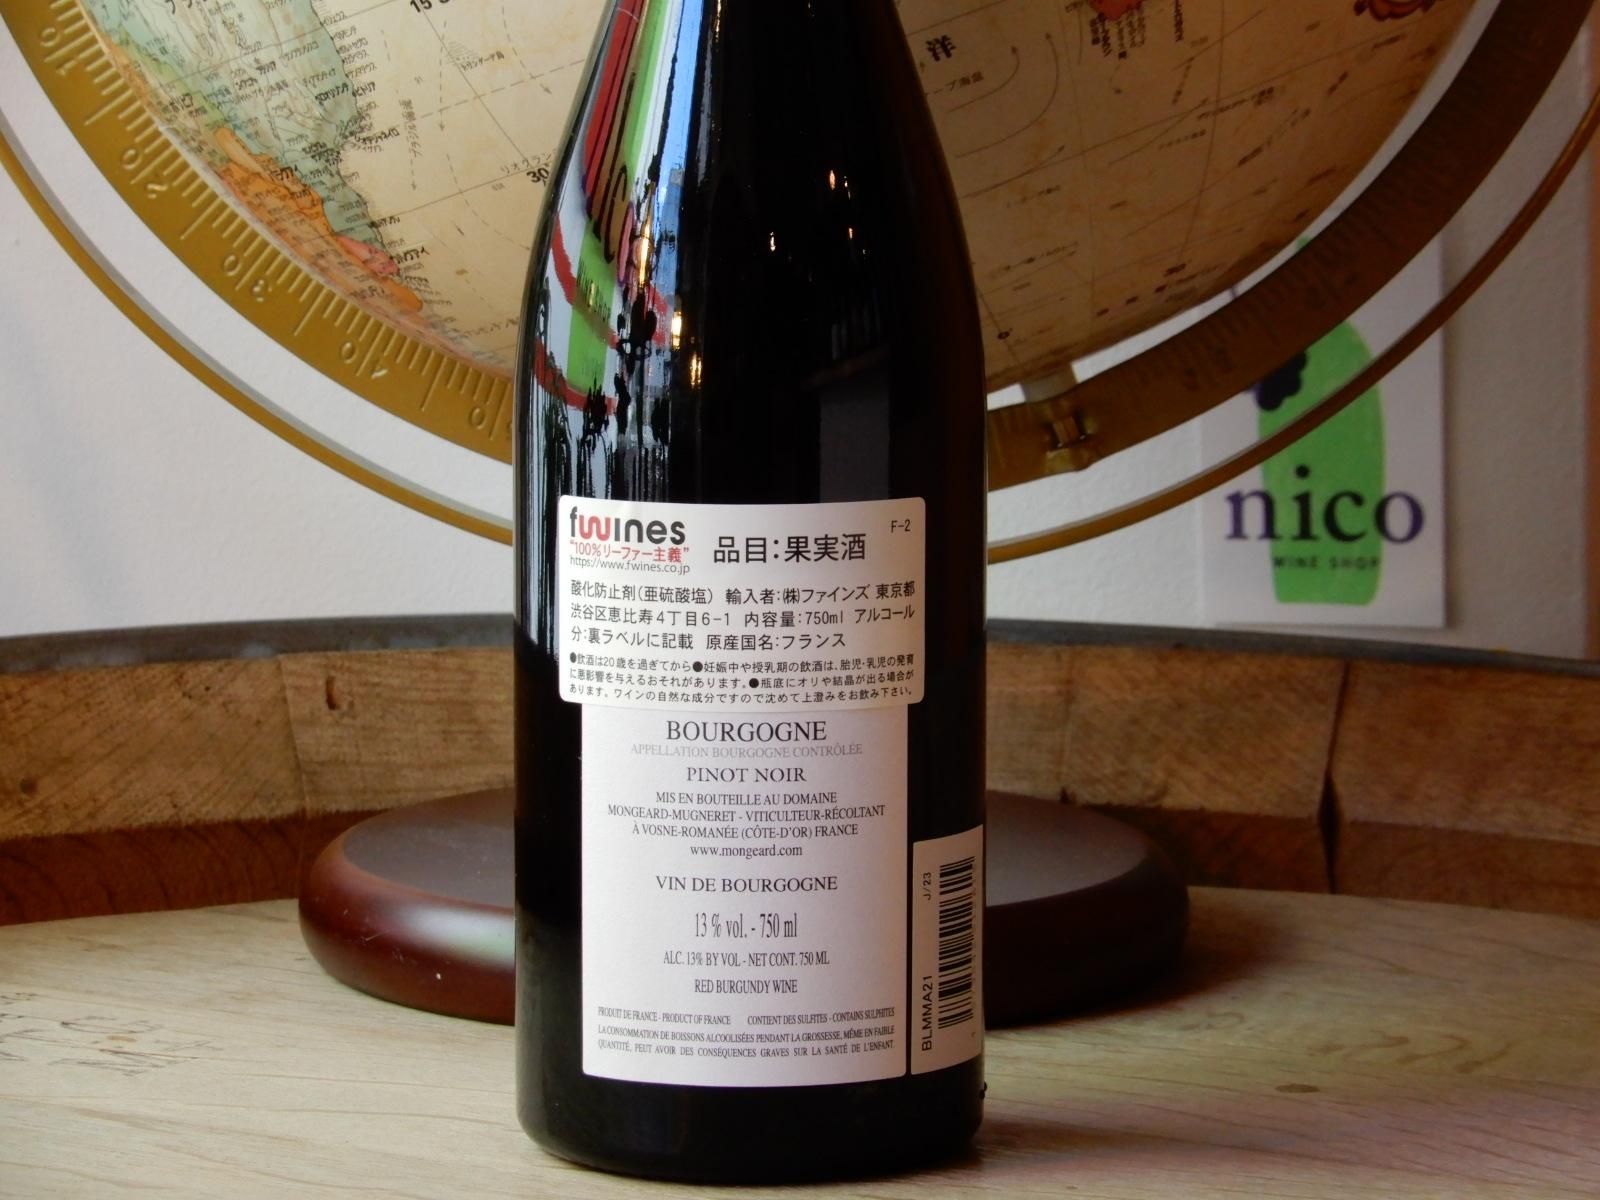 15
洋
30
fwines
"100%リーファー主義"
https://www.fwines.co.jp
品目:果実酒
F-2
酸化防止剤(亜硫酸塩) 輸入者:㈱ファインズ 東京都
渋谷区恵比寿4丁目6-1 内容量:750ml アルコール
分:裏ラベルに記載 原産国名:フランス
●飲酒は20歳を過ぎてから●妊娠中や授乳期の飲酒は、胎児・乳児の発育
に悪影響を与えるおそれがあります。●瓶底にオリや結晶が出る場合が
あります。ワインの自然な成分ですので沈めて上澄みをお飲み下さい。
BOURGOGNE
APPELLATION BOURGOGNE CONTRÔLÉE
PINOT NOIR
MIS EN BOUTEILLE AU DOMAINE
MONGEARD-MUGNERET - VITICULTEUR-RÉCOLTANT
À VOSNE-ROMANÉE (CÔTE-D'OR) FRANCE
www.mongeard.com
VIN DE BOURGOGNE
13 % vol. - 750 ml
ALC. 13% BY VOL - NET CONT. 750 ML
RED BURGUNDY WINE
PRODUIT DE FRANCE - PRODUCT OF FRANCE CONTIENT DES SULFITES - CONTAINS SULPHITES
LA CONSOMMATION DE BOISSONS ALCOOLISÉES PENDANT LA GROSSESSE, MÊME EN FAIBLE
QUANTITÉ, PEUT AVOIR DES CONSÉQUENCES GRAVES SUR LA SANTÉ DE L'ENFANT.
J/23
BLMMA21
nico
WINE SHOP